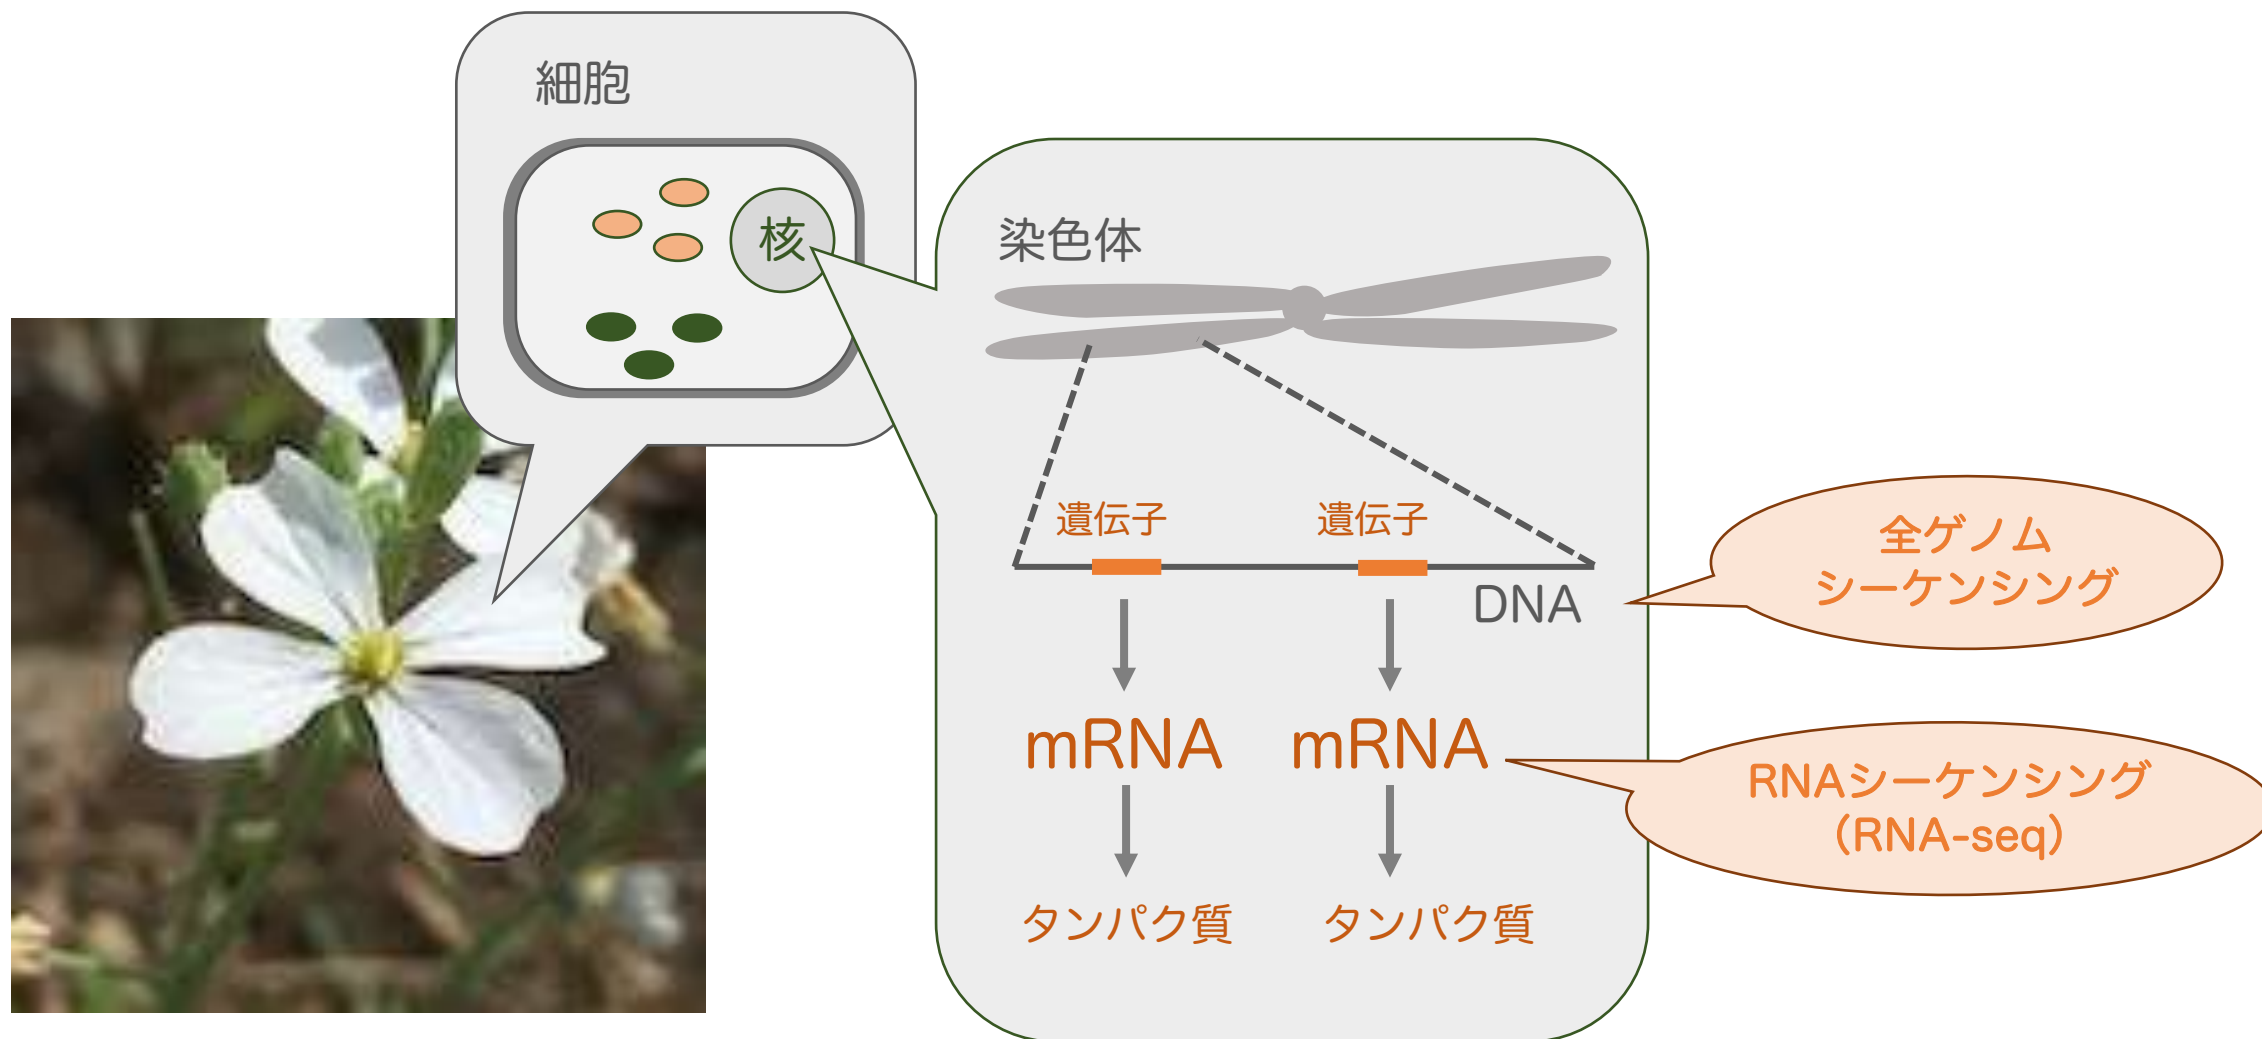 細胞
核
染色体
遺伝子
遺伝子
DNA
mRNA
mRNA
タンパク質
タンパク質
全ゲノム
シーケンシング
RNAシーケンシング
(RNA-seq)